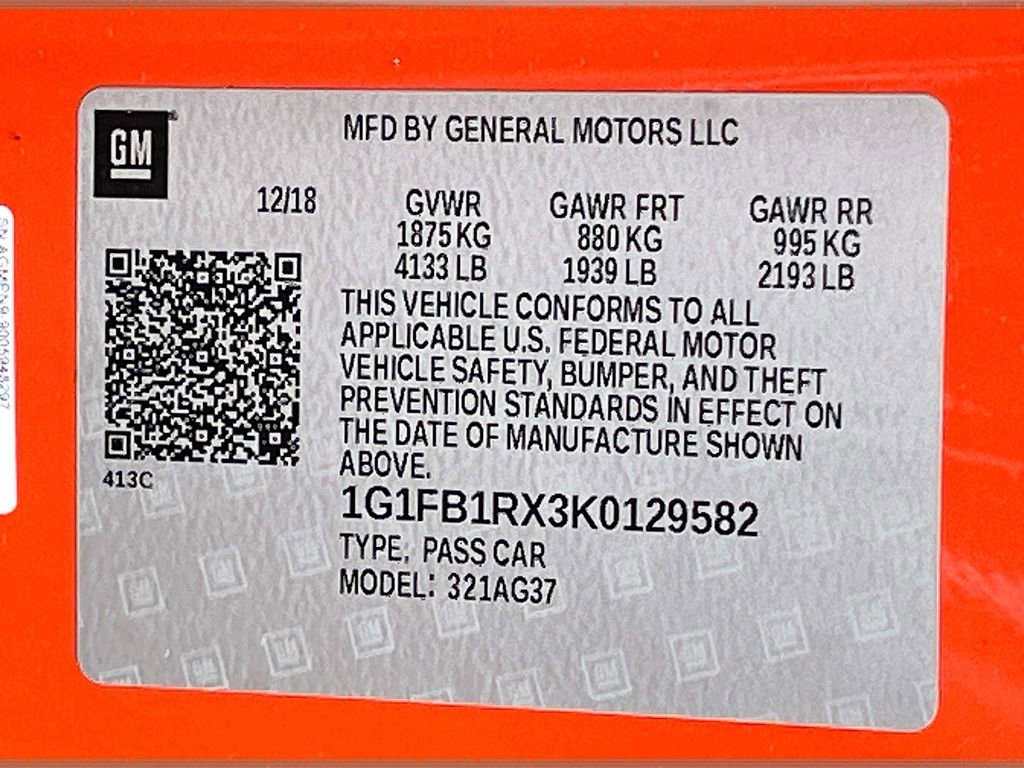 GM
MFD BY GENERAL MOTORS LLC
12/18
GVWR GAWR FRT GAWR RR
1875 KG 880 KG 995 KG
4133 LB 1939 LB 2193 LB
THIS VEHICLE CONFORMS TO ALL
APPLICABLE U.S. FEDERAL MOTOR
VEHICLE SAFETY, BUMPER, AND THEFT
PREVENTION STANDARDS IN EFFECT ON
THE DATE OF MANUFACTURE SHOWN
ABOVE.
413C
1G1FB1RX3K0129582
TYPE: PASS CAR
MODEL: 321AG37